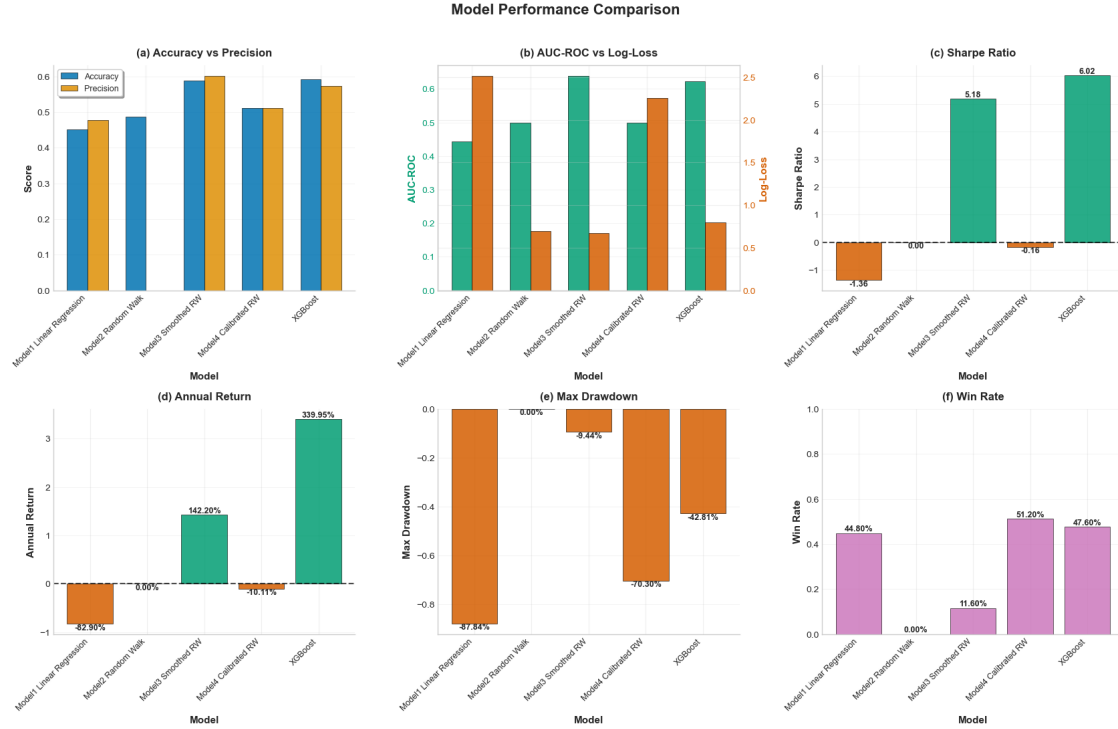 Model Performance Comparison
(a) Accuracy vs Precision
Accuracy
Precision
Score
0.6
0.5
0.4
0.3
0.2
0.1
0.0
Model1 Linear Regression
Model2 Random Walk
Model3 Smoothed RW
Model4 Calibrated RW
XGBoost
Model
(b) AUC-ROC vs Log-Loss
AUC-ROC
0.6
0.5
0.4
0.3
0.2
0.1
0.0
Log-Loss
2.5
2.0
1.5
1.0
0.5
0.0
Model1 Linear Regression
Model2 Random Walk
Model3 Smoothed RW
Model4 Calibrated RW
XGBoost
Model
(c) Sharpe Ratio
Sharpe Ratio
6
5
4
3
2
1
0
−1
-1.36
0.00
5.18
-0.16
6.02
Model1 Linear Regression
Model2 Random Walk
Model3 Smoothed RW
Model4 Calibrated RW
XGBoost
Model
(d) Annual Return
Annual Return
3
2
1
0
−1
-82.90%
0.00%
142.20%
-10.11%
339.95%
Model1 Linear Regression
Model2 Random Walk
Model3 Smoothed RW
Model4 Calibrated RW
XGBoost
Model
(e) Max Drawdown
Max Drawdown
0.0
−0.2
−0.4
−0.6
−0.8
-87.84%
0.00%
-9.44%
-70.30%
-42.81%
Model1 Linear Regression
Model2 Random Walk
Model3 Smoothed RW
Model4 Calibrated RW
XGBoost
Model
(f) Win Rate
Win Rate
1.0
0.8
0.6
0.4
0.2
0.0
44.80%
0.00%
11.60%
51.20%
47.60%
Model1 Linear Regression
Model2 Random Walk
Model3 Smoothed RW
Model4 Calibrated RW
XGBoost
Model